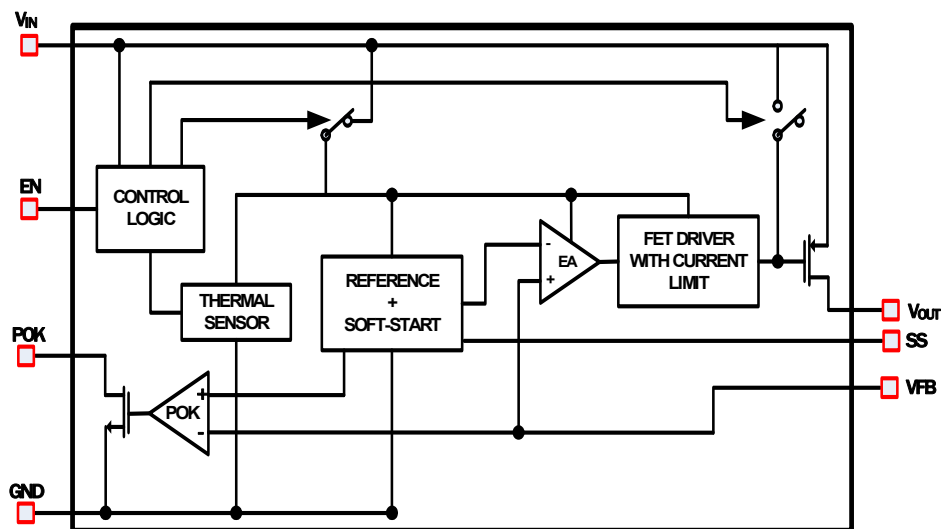 VIN
EN
CONTROL
LOGIC
THERMAL
SENSOR
REFERENCE
+
SOFT-START
-
EA
+
FET DRIVER
WITH CURRENT
LIMIT
VOUT
SS
VFB
POK
+
POK
-
GND